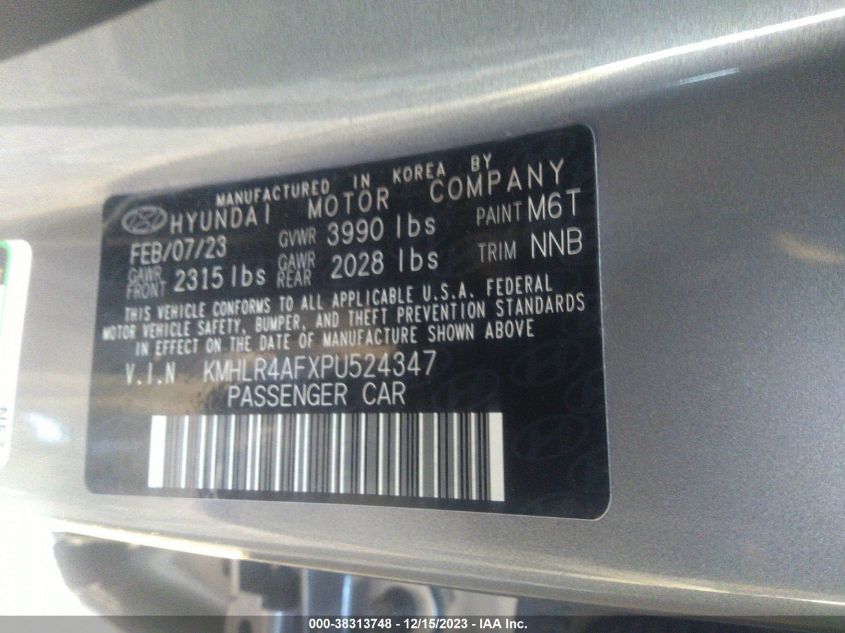 MANUFACTURED IN KOREA BY
HYUNDAI MOTOR COMPANY
FEB/07/23 GVWR 3990 lbs PAINT M6T
GAWR FRONT 2315 lbs GAWR REAR 2028 lbs TRIM NNB
THIS VEHICLE CONFORMS TO ALL APPLICABLE U.S.A. FEDERAL
MOTOR VEHICLE SAFETY, BUMPER, AND THEFT PREVENTION STANDARDS
IN EFFECT ON THE DATE OF MANUFACTURE SHOWN ABOVE
V.I.N KMHLR4AFXPU524347
PASSENGER CAR
000-38313748 - 12/15/2023 - IAA Inc.